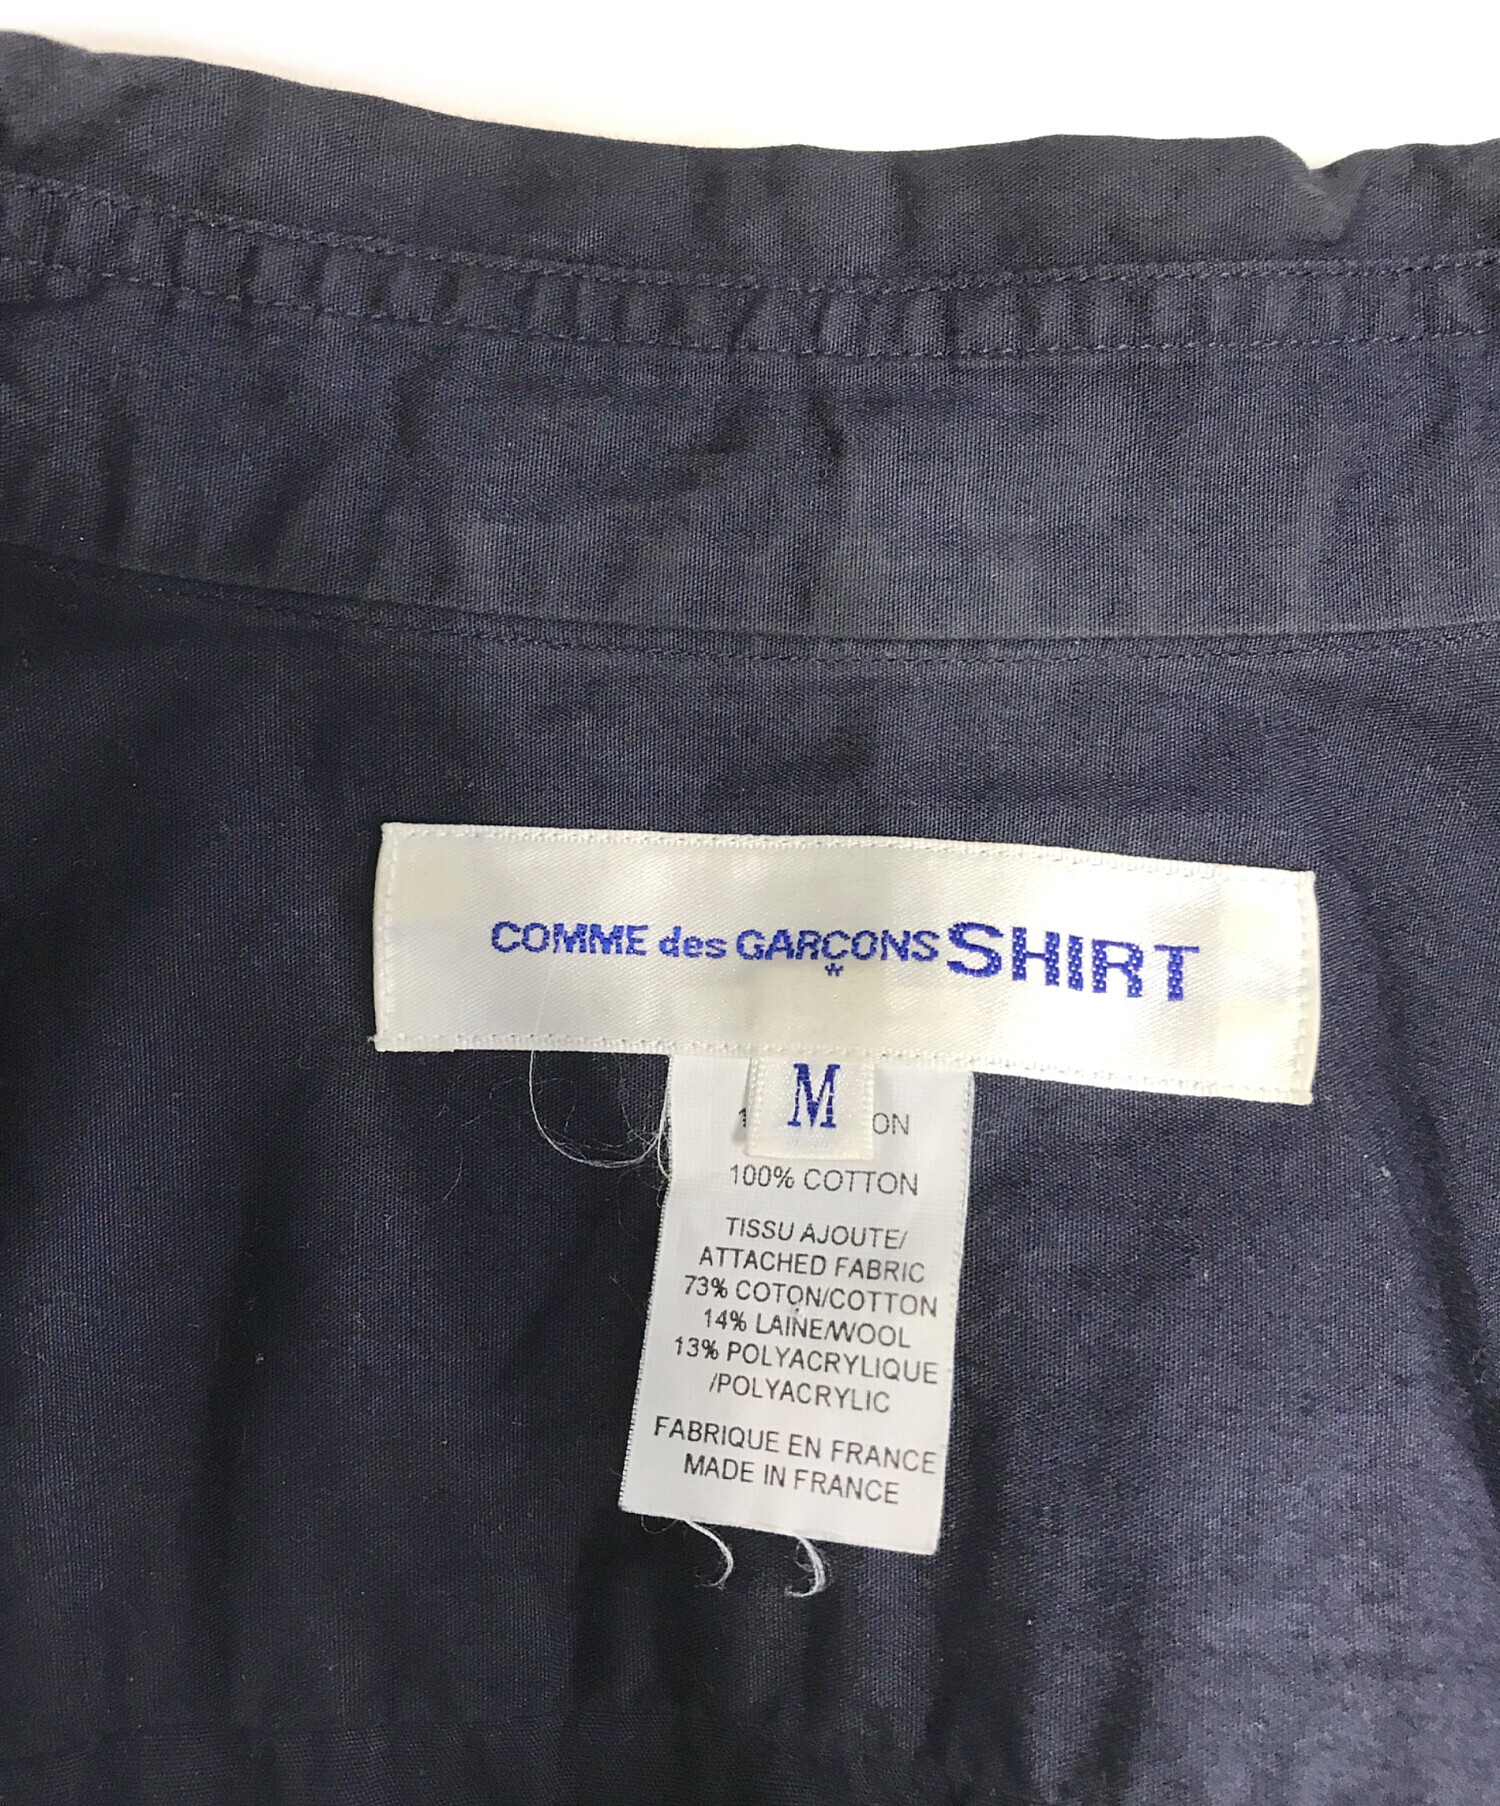 COMME des GARÇONS SHIRT
M
100% COTTON
TISSU AJOUTE/
ATTACHED FABRIC
73% COTON/COTTON
14% LAINE/WOOL
13% POLYACRYLIQUE
/POLYACRYLIC
FABRIQUE EN FRANCE
MADE IN FRANCE